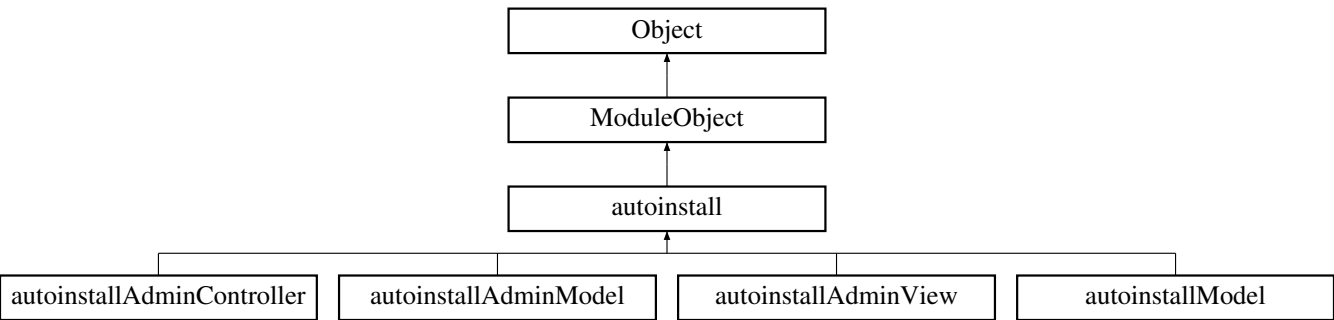 Object
ModuleObject
autoinstall
autoinstallAdminController
autoinstallAdminModel
autoinstallAdminView
autoinstallModel